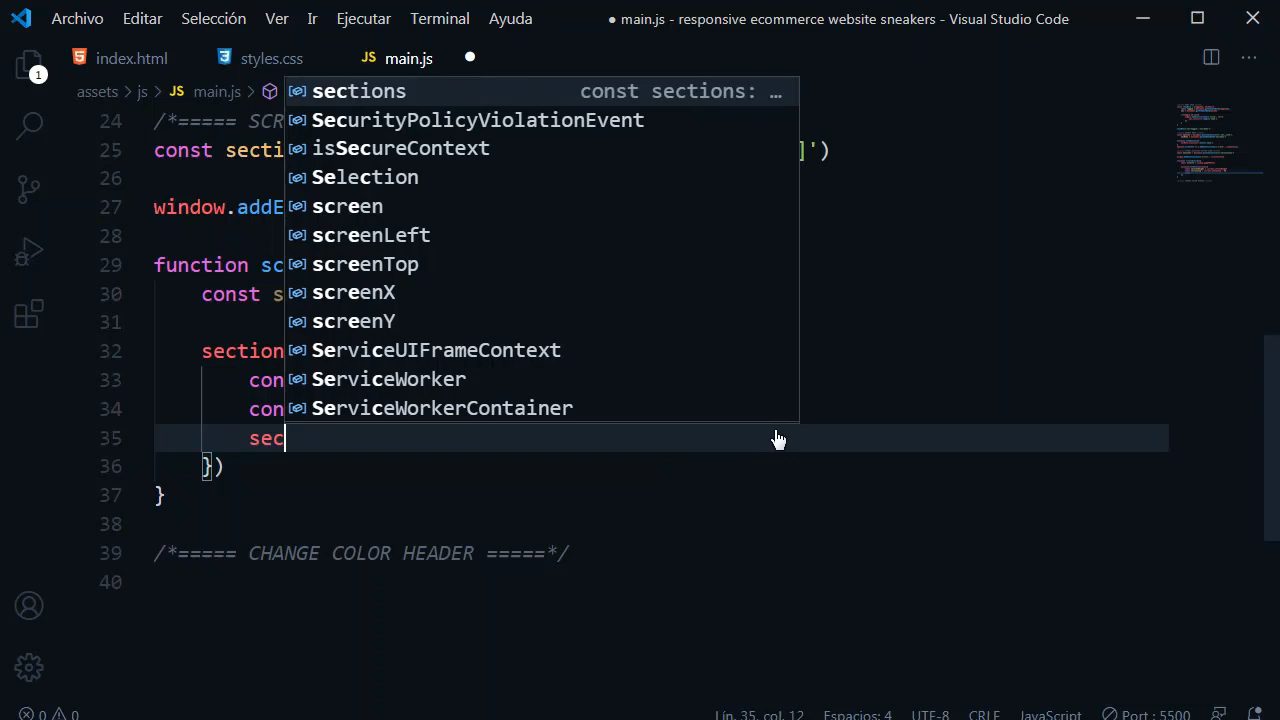 Archivo Editar Selección Ver Ir Ejecutar Terminal Ayuda ● main.js - responsive ecommerce website sneakers - Visual Studio Code
index.html styles.css JS main.js
1
assets > js > JS main.js >
sections const sections: …
SecurityPolicyViolationEvent
isSecureContext
Selection
screen
screenLeft
screenTop
screenX
screenY
ServiceUIFrameContext
ServiceWorker
ServiceWorkerContainer
24 /*===== SCR
25 const secti ]')
26
27 window.addE
28
29 function sc
30 const s
31
32 section
33 con
34 con
35 sec
36 })
37 }
38
39 /*===== CHANGE COLOR HEADER =====*/
40
0 0 Lín. 35, col. 12 Espacios: 4 UTF-8 CRLF JavaScript Port : 5500